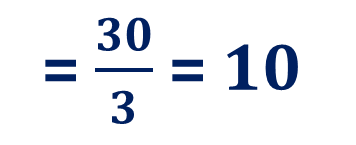 = 30/3 = 10